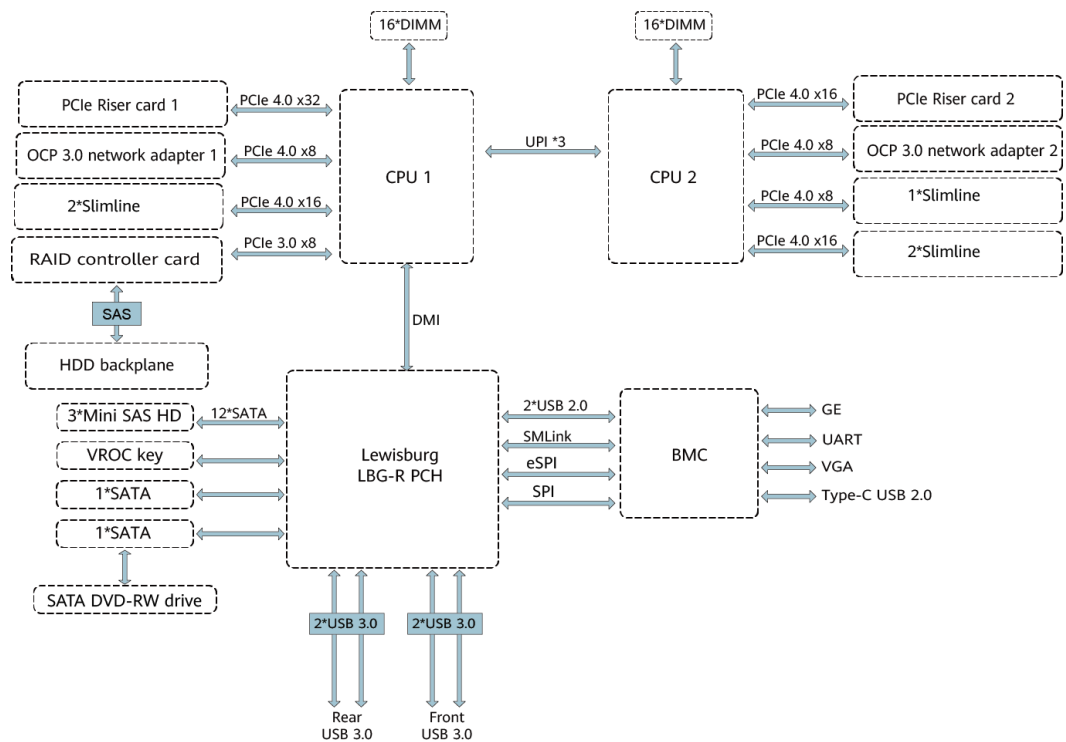 16*DIMM
16*DIMM
PCIe Riser card 1
PCIe 4.0 x32
OCP 3.0 network adapter 1
PCIe 4.0 x8
2*Slimline
PCIe 4.0 x16
RAID controller card
PCIe 3.0 x8
SAS
HDD backplane
CPU 1
UPI *3
CPU 2
PCIe 4.0 x16
PCIe Riser card 2
PCIe 4.0 x8
OCP 3.0 network adapter 2
PCIe 4.0 x8
1*Slimline
PCIe 4.0 x16
2*Slimline
DMI
3*Mini SAS HD
12*SATA
VROC key
1*SATA
1*SATA
SATA DVD-RW drive
Lewisburg
LBG-R PCH
2*USB 2.0
SMLink
eSPI
SPI
BMC
GE
UART
VGA
Type-C USB 2.0
2*USB 3.0
2*USB 3.0
Rear
USB 3.0
Front
USB 3.0